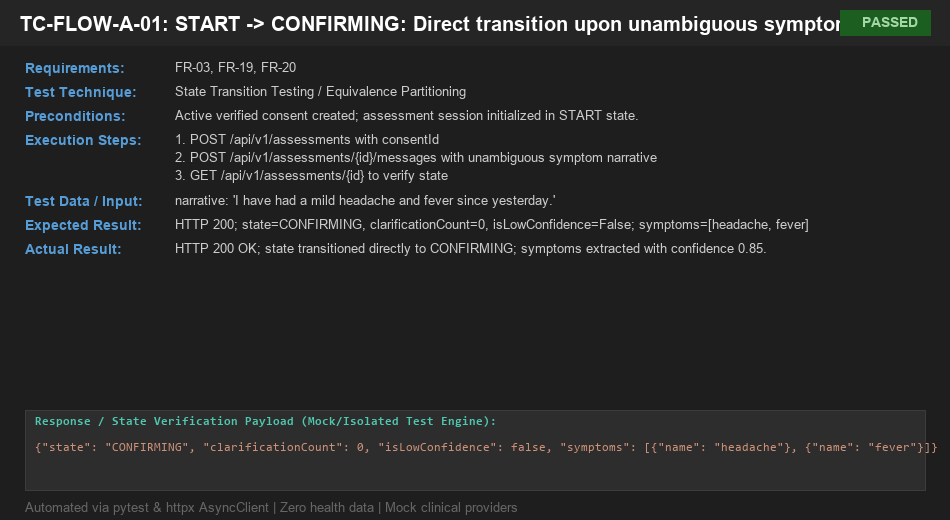 TC-FLOW-A-01: START -> CONFIRMING: Direct transition upon unambiguous symptom
PASSED
Requirements: FR-03, FR-19, FR-20
Test Technique: State Transition Testing / Equivalence Partitioning
Preconditions: Active verified consent created; assessment session initialized in START state.
Execution Steps: 1. POST /api/v1/assessments with consentId
2. POST /api/v1/assessments/{id}/messages with unambiguous symptom narrative
3. GET /api/v1/assessments/{id} to verify state
Test Data / Input: narrative: 'I have had a mild headache and fever since yesterday.'
Expected Result: HTTP 200; state=CONFIRMING, clarificationCount=0, isLowConfidence=False; symptoms=[headache, fever]
Actual Result: HTTP 200 OK; state transitioned directly to CONFIRMING; symptoms extracted with confidence 0.85.
Response / State Verification Payload (Mock/Isolated Test Engine):
{"state": "CONFIRMING", "clarificationCount": 0, "isLowConfidence": false, "symptoms": [{"name": "headache"}, {"name": "fever"}]}
Automated via pytest & httpx AsyncClient | Zero health data | Mock clinical providers